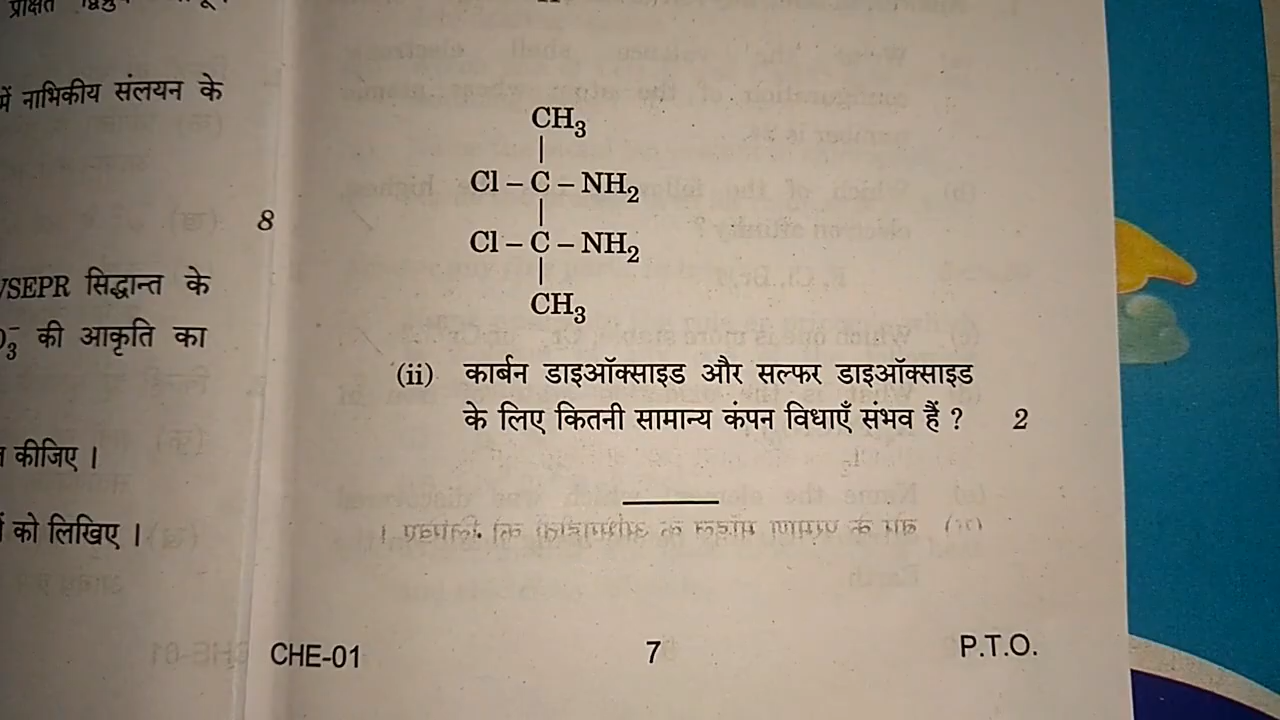 में नाभिकीय संलयन के
8
VSEPR सिद्धान्त के
की आकृति का
कीजिए ।
को लिखिए ।
CH₃
|
Cl – C – NH₂
|
Cl – C – NH₂
|
CH₃
(ii) कार्बन डाइऑक्साइड और सल्फर डाइऑक्साइड
के लिए कितनी सामान्य कंपन विधाएँ संभव हैं ? 2
CHE-01 7 P.T.O.